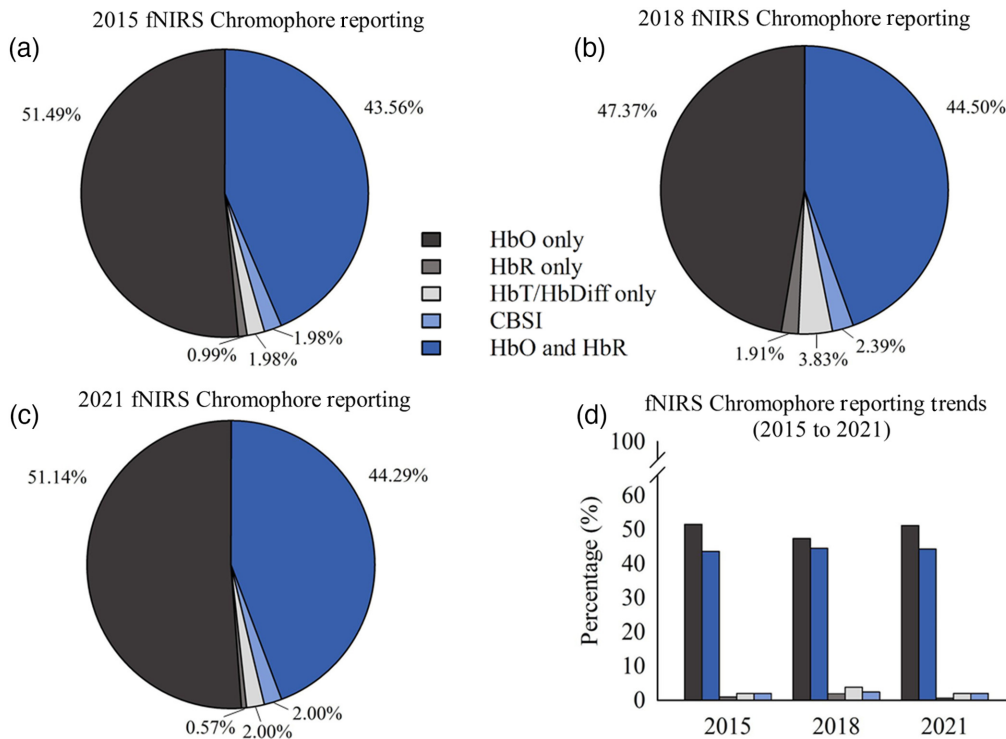 2015 fNIRS Chromophore reporting
(a)
51.49%
43.56%
0.99%
1.98%
1.98%
2018 fNIRS Chromophore reporting
(b)
47.37%
44.50%
1.91%
3.83%
2.39%
HbO only
HbR only
HbT/HbDiff only
CBSI
HbO and HbR
2021 fNIRS Chromophore reporting
(c)
51.14%
44.29%
0.57%
2.00%
2.00%
(d)
fNIRS Chromophore reporting trends
(2015 to 2021)
Percentage (%)
100
60
50
40
30
20
10
0
2015
2018
2021